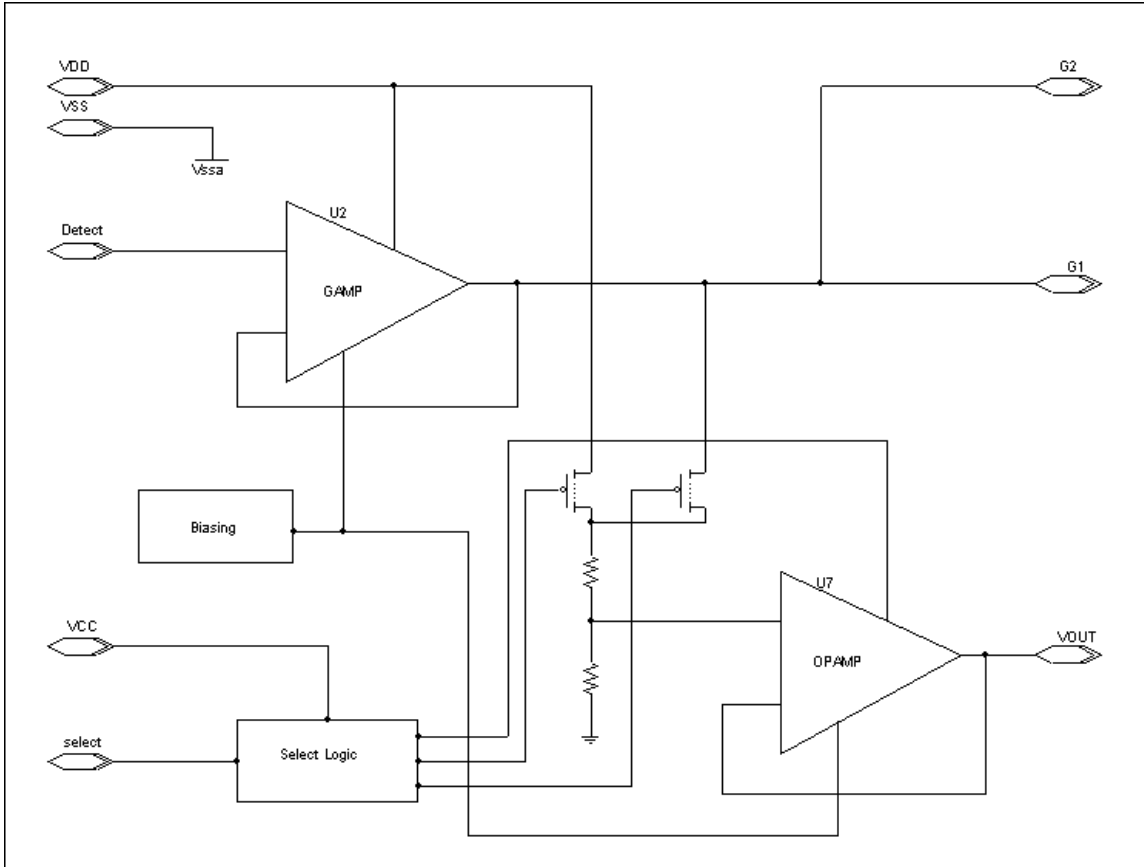 VDD
G2
VSS
Vssa
U2
Detect
G1
GAMP
Biasing
U7
VCC
VOUT
OPAMP
select
Select Logic